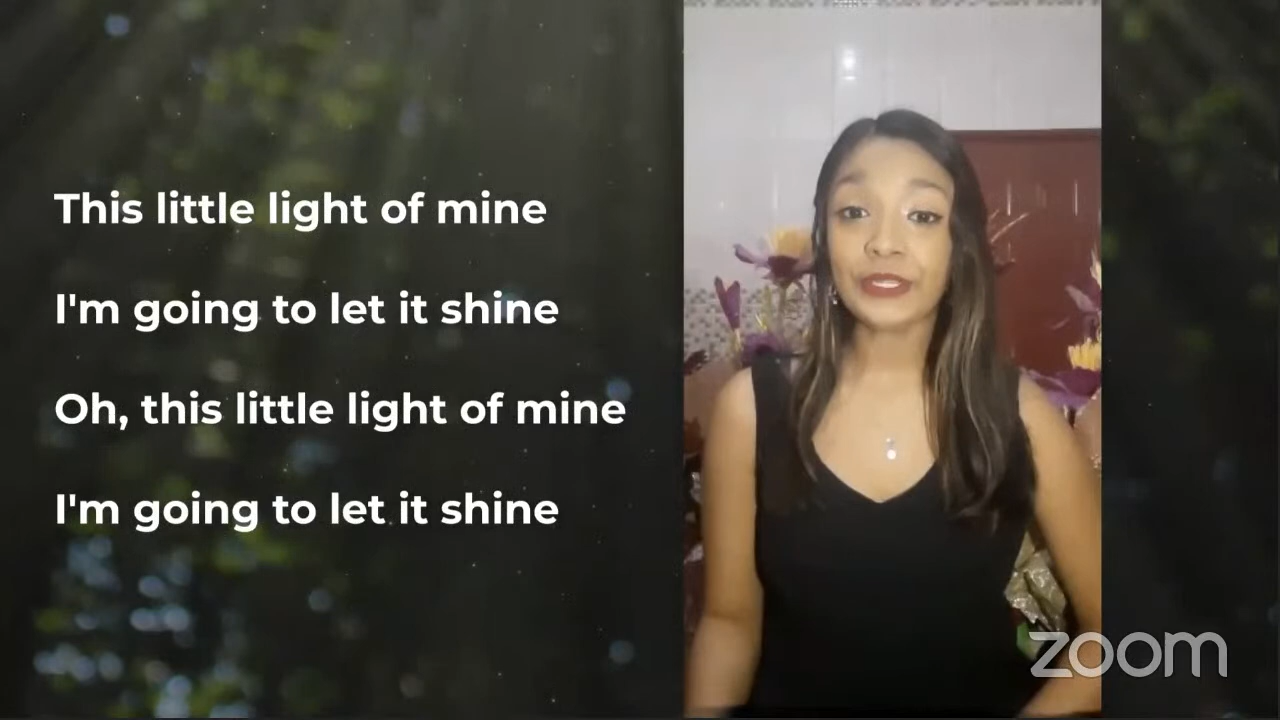 This little light of mine
I'm going to let it shine
Oh, this little light of mine
I'm going to let it shine
zoom